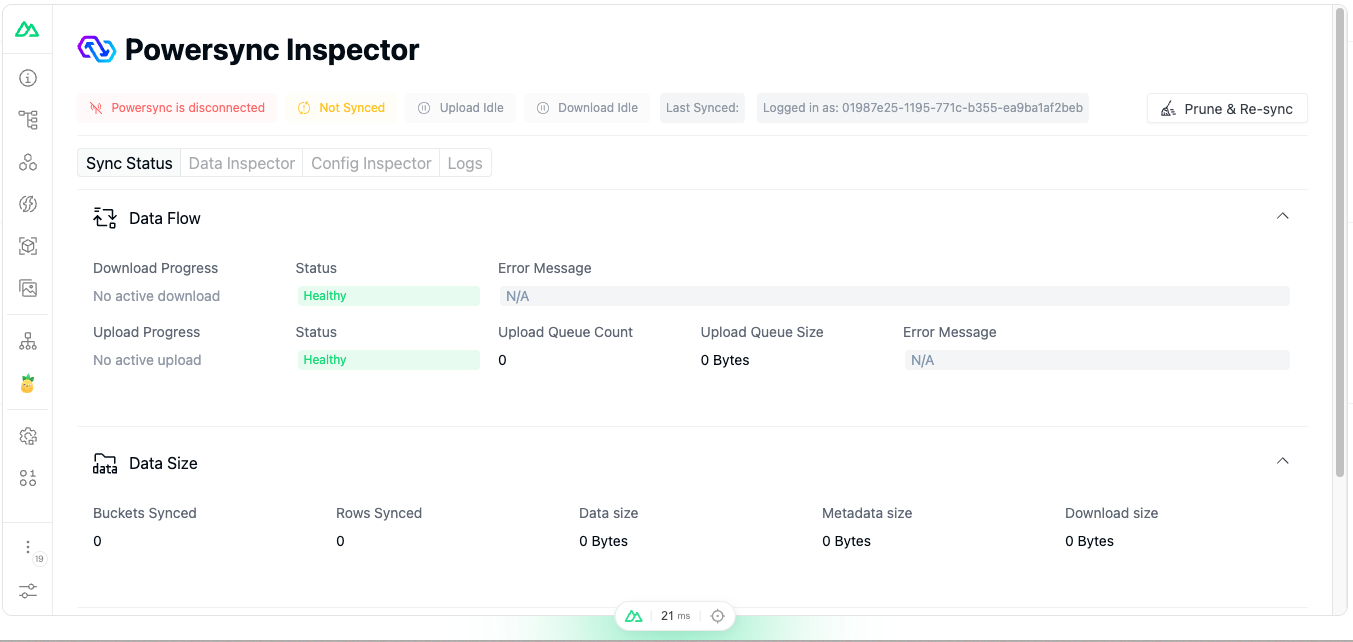 Powersync Inspector
Powersync is disconnected Not Synced Upload Idle Download Idle Last Synced: Logged in as: 01987e25-1195-771c-b355-ea9ba1af2beb Prune & Re-sync
Sync Status Data Inspector Config Inspector Logs
Data Flow
Download Progress Status Error Message
No active download Healthy N/A
Upload Progress Status Upload Queue Count Upload Queue Size Error Message
No active upload Healthy 0 0 Bytes N/A
data Data Size
Buckets Synced Rows Synced Data size Metadata size Download size
0 0 0 Bytes 0 Bytes 0 Bytes
1
19
21 ms